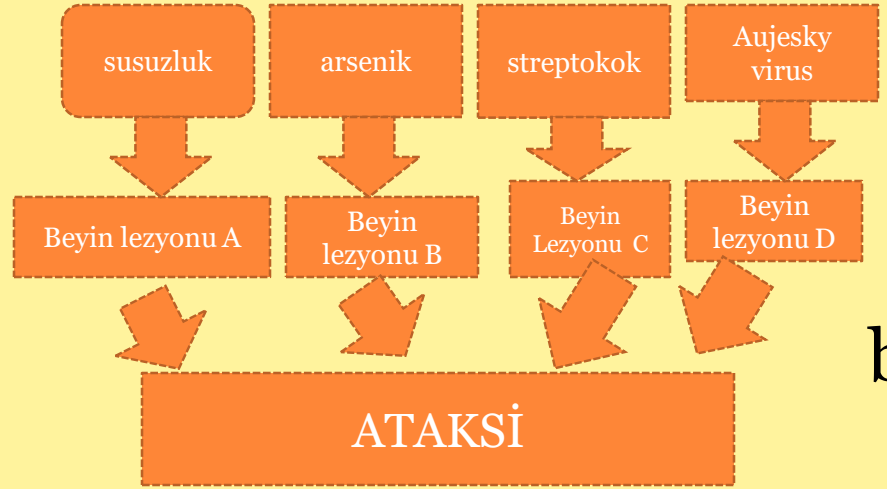 susuzluk
arsenik
streptokok
Aujesky
virus
Beyin lezyonu A
Beyin
lezyonu B
Beyin
Lezyonu C
Beyin
lezyonu D
b
ATAKSİ